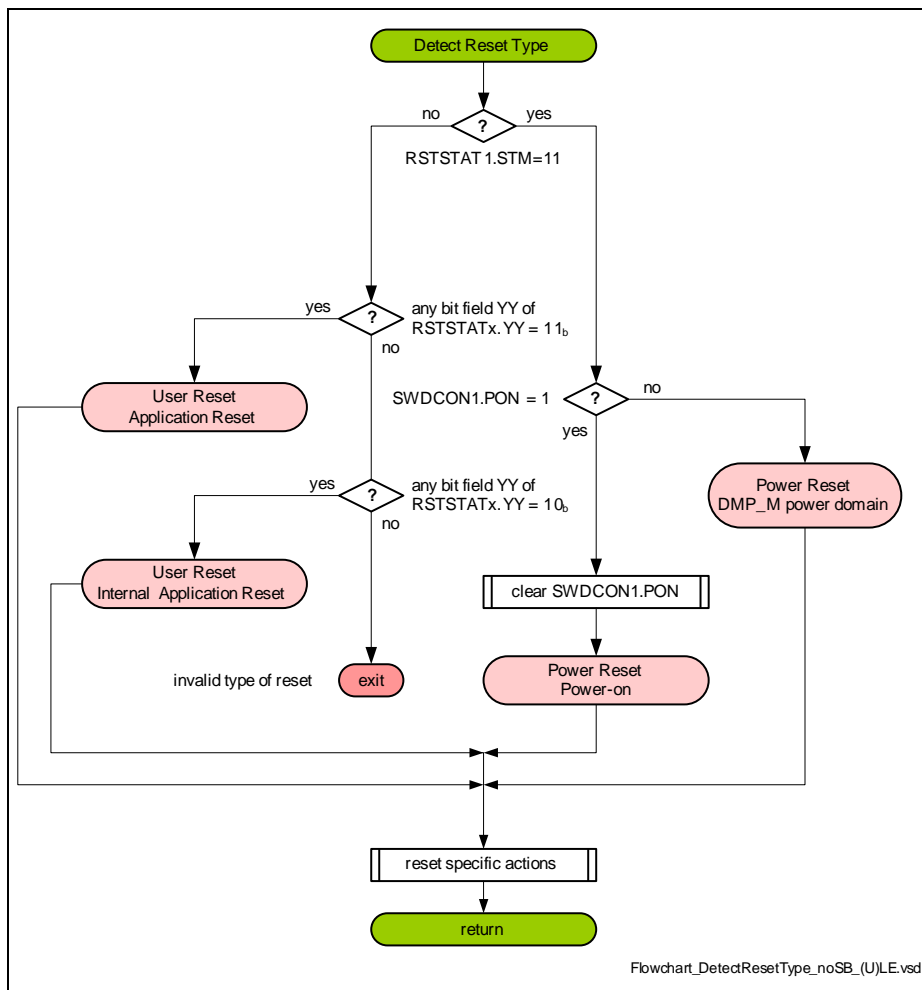 Detect Reset Type
no
yes
?
RSTSTAT1.STM=11
yes
?
any bit field YY of
RSTSTATx.YY = 11b
no
User Reset
Application Reset
SWDCON1.PON = 1
?
no
yes
yes
?
any bit field YY of
RSTSTATx.YY = 10b
no
Power Reset
DMP_M power domain
User Reset
Internal Application Reset
clear SWDCON1.PON
invalid type of reset
exit
Power Reset
Power-on
reset specific actions
return
Flowchart_DetectResetType_noSB_(U)LE.vsd